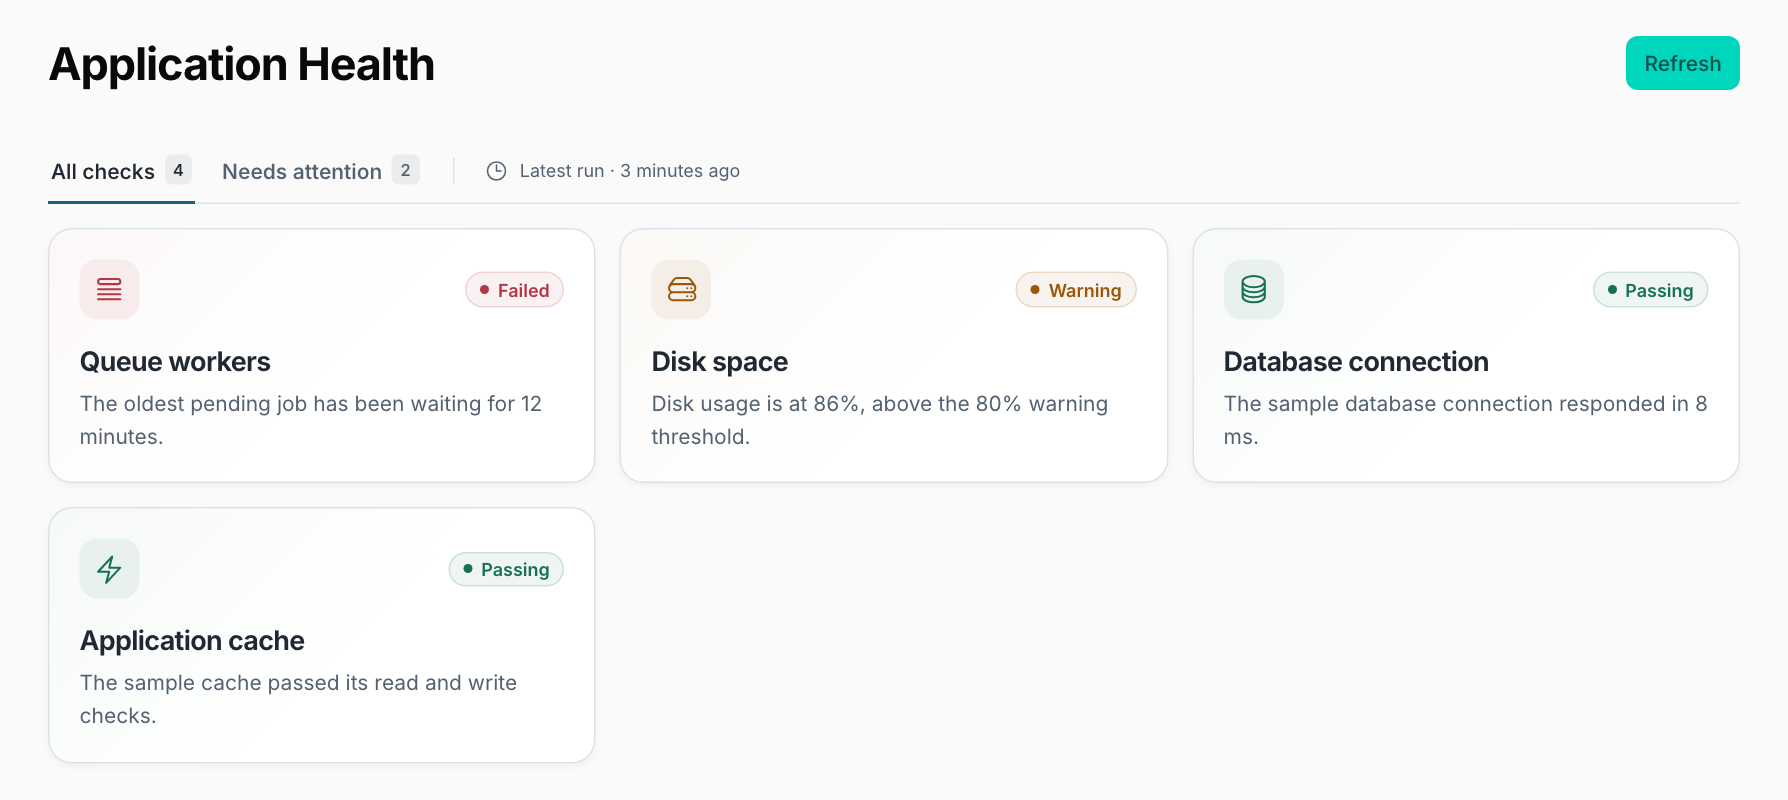 Application Health
Refresh
All checks 4
Needs attention 2
Latest run · 3 minutes ago
Failed
Queue workers
The oldest pending job has been waiting for 12
minutes.
Warning
Disk space
Disk usage is at 86%, above the 80% warning
threshold.
Passing
Database connection
The sample database connection responded in 8
ms.
Passing
Application cache
The sample cache passed its read and write
checks.